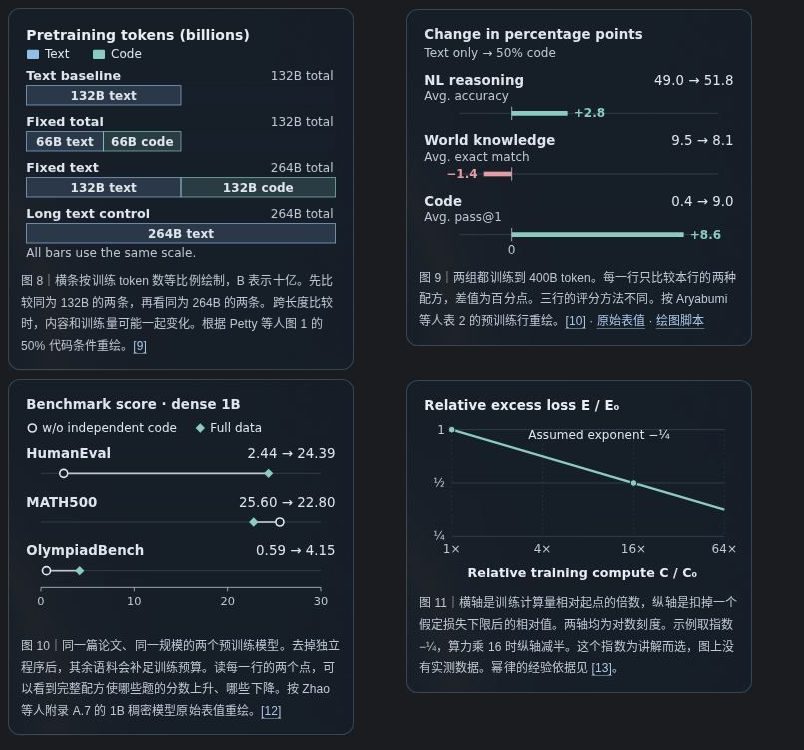 Pretraining tokens (billions)
Text Code
Text baseline 132B total
132B text
Fixed total 132B total
66B text 66B code
Fixed text 264B total
132B text 132B code
Long text control 264B total
264B text
All bars use the same scale.
图 8｜横条按训练 token 数等比例绘制，B 表示十亿。先比
较同为 132B 的两条，再看同为 264B 的两条。跨长度比较
时，内容和训练量可能一起变化。根据 Petty 等人图 1 的
50% 代码条件重绘。[9]
Change in percentage points
Text only → 50% code
NL reasoning 49.0 → 51.8
Avg. accuracy
+2.8
World knowledge 9.5 → 8.1
Avg. exact match
−1.4
Code 0.4 → 9.0
Avg. pass@1
+8.6
0
图 9｜两组都训练到 400B token。每一行只比较本行的两种
配方，差值为百分点。三行的评分方法不同。按 Aryabumi
等人表 2 的预训练行重绘。[10] · 原始表值 · 绘图脚本
Benchmark score · dense 1B
w/o independent code Full data
HumanEval 2.44 → 24.39
MATH500 25.60 → 22.80
OlympiadBench 0.59 → 4.15
0 10 20 30
图 10｜同一篇论文、同一规模的两个预训练模型。去掉独立
程序后，其余语料会补足训练预算。读每一行的两个点，可
以看到完整配方使哪些题的分数上升、哪些下降。按 Zhao
等人附录 A.7 的 1B 稠密模型原始表值重绘。[12]
Relative excess loss E / E₀
1
Assumed exponent −¼
½
¼
1× 4× 16× 64×
Relative training compute C / C₀
图 11｜横轴是训练计算量相对起点的倍数，纵轴是扣掉一个
假定损失下限后的相对值。两轴均为对数刻度。示例取指数
−¼，算力乘 16 时纵轴减半。这个指数为讲解而选，图上没
有实测数据。幂律的经验依据见 [13]。